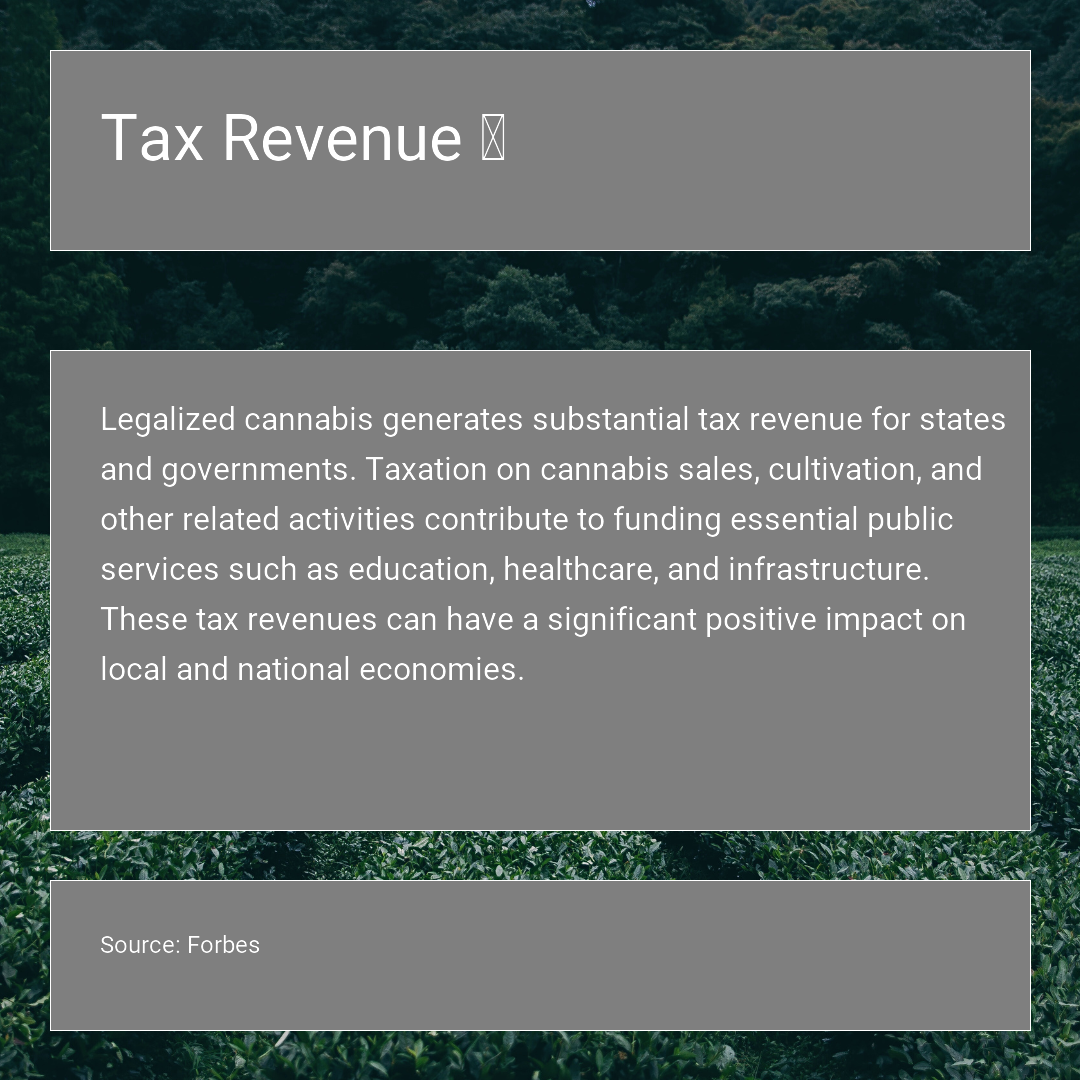 Tax Revenue
Legalized cannabis generates substantial tax revenue for states
and governments. Taxation on cannabis sales, cultivation, and
other related activities contribute to funding essential public
services such as education, healthcare, and infrastructure.
These tax revenues can have a significant positive impact on
local and national economies.
Source: Forbes